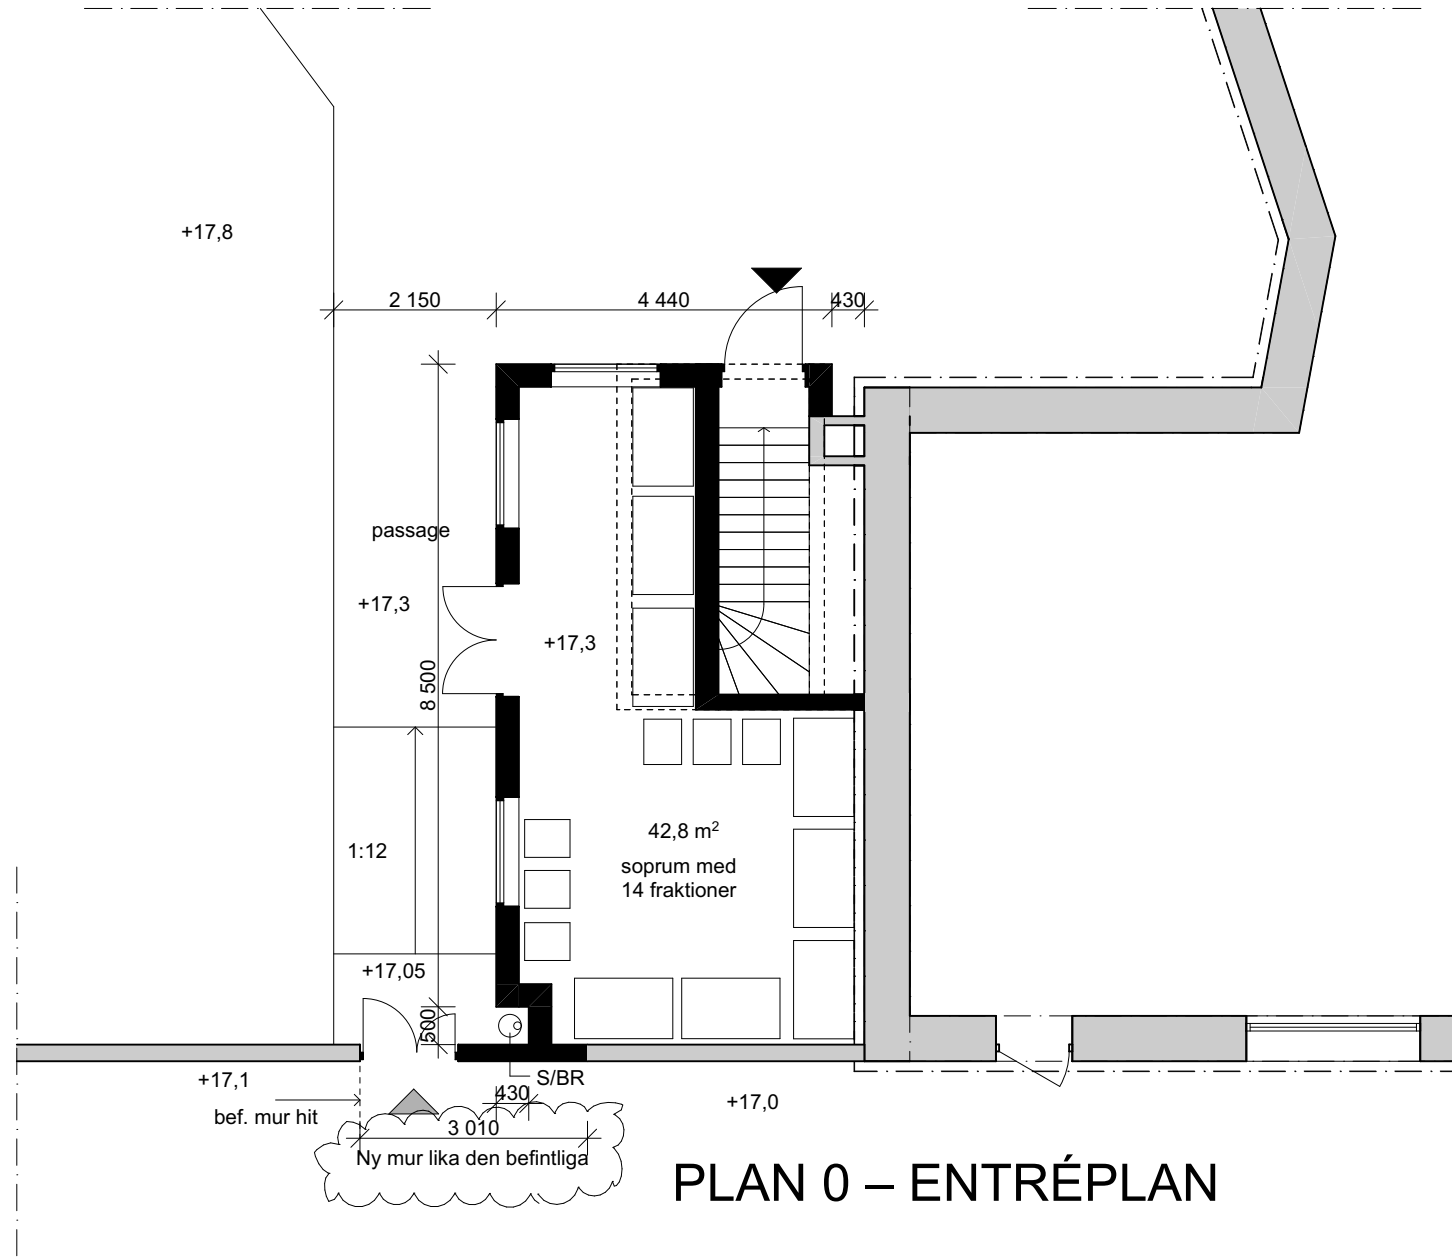 +17,8
2 150
4 440
430
passage
+17,3
+17,3
8 500
42,8 m²
soprum med
14 fraktioner
1:12
+17,05
500
S/BR
+17,1
430
+17,0
bef. mur hit
3 010
Ny mur lika den befintliga
PLAN 0 – ENTRÉPLAN